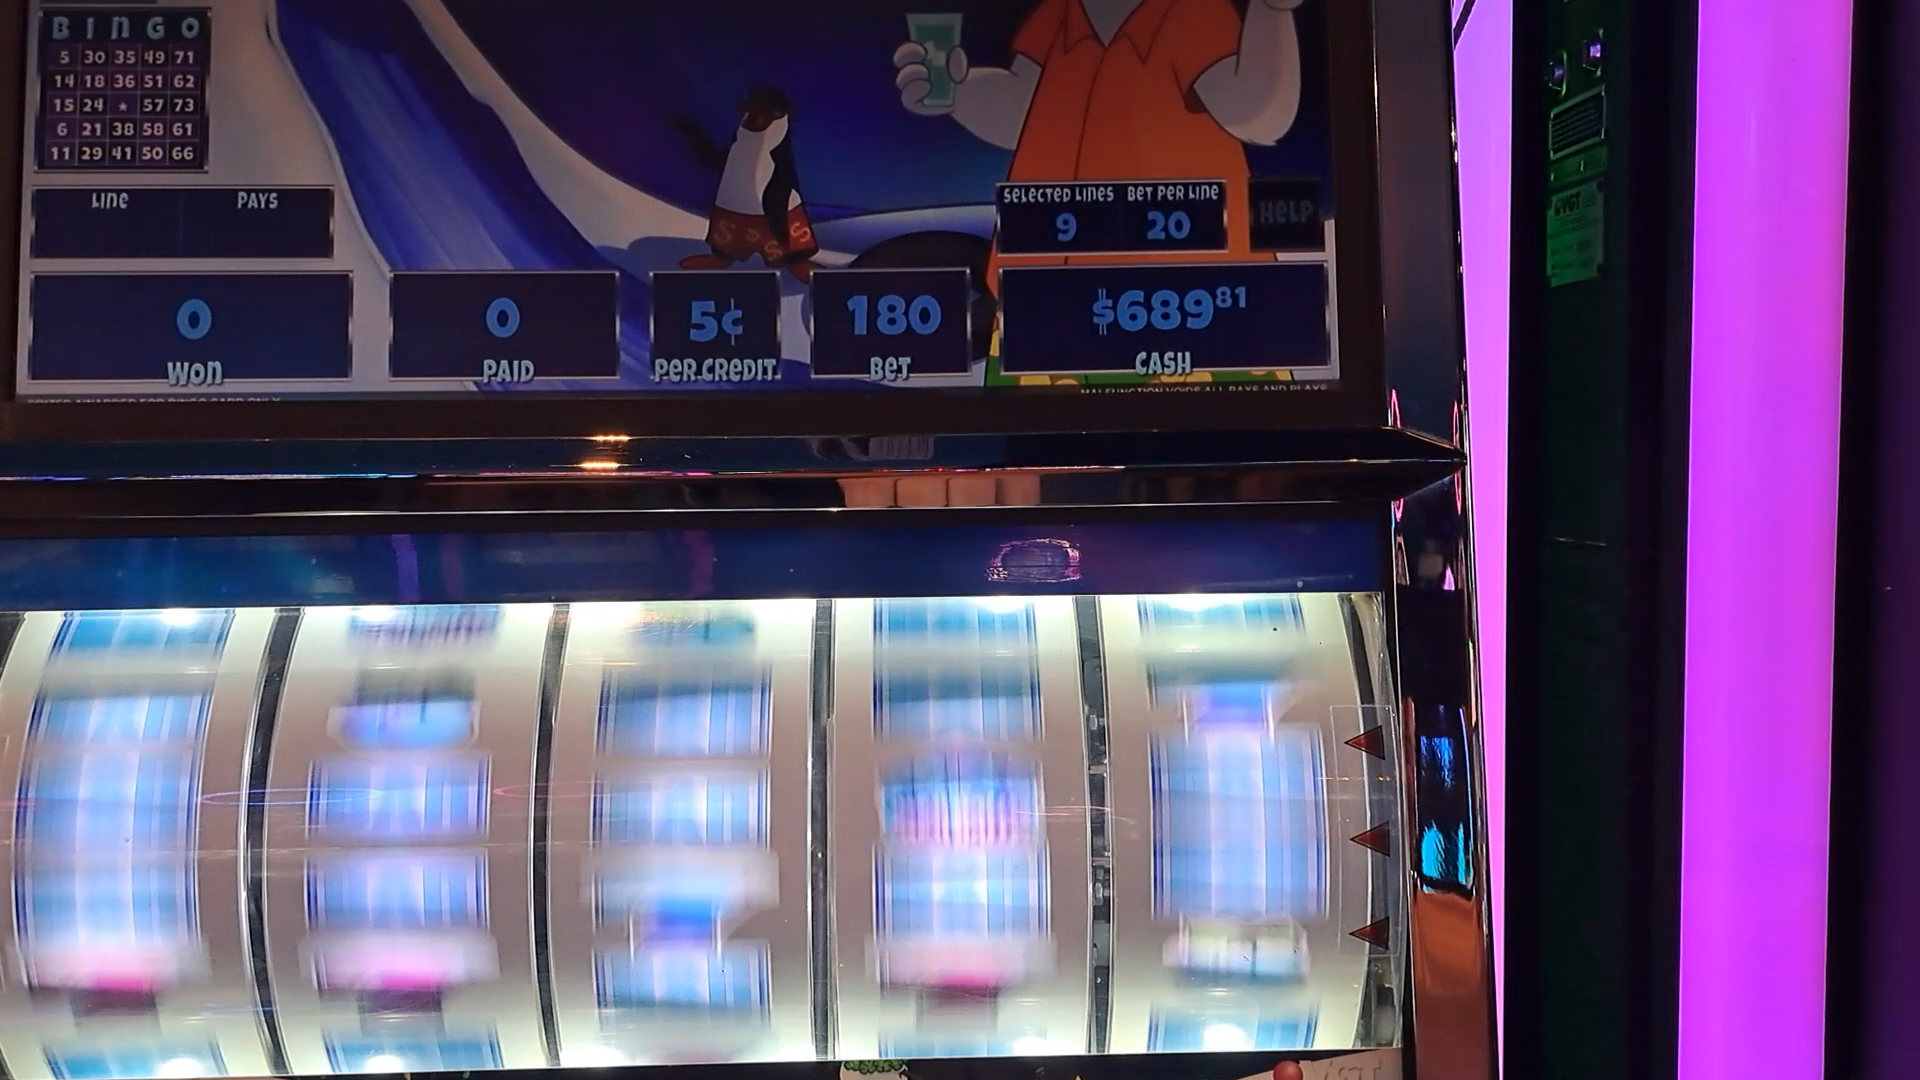 B I N G O
5 30 35 49 71
14 18 36 51 62
15 24 * 57 73
6 21 38 58 61
11 29 41 50 66
LINE PAYS
SELECTED LINES BET PER LINE
9 20
HELP
0
WON
0
PAID
5¢
PER CREDIT
180
BET
$689 81
CASH
MALFUNCTION VOIDS ALL PAYS AND PLAYS
VGT